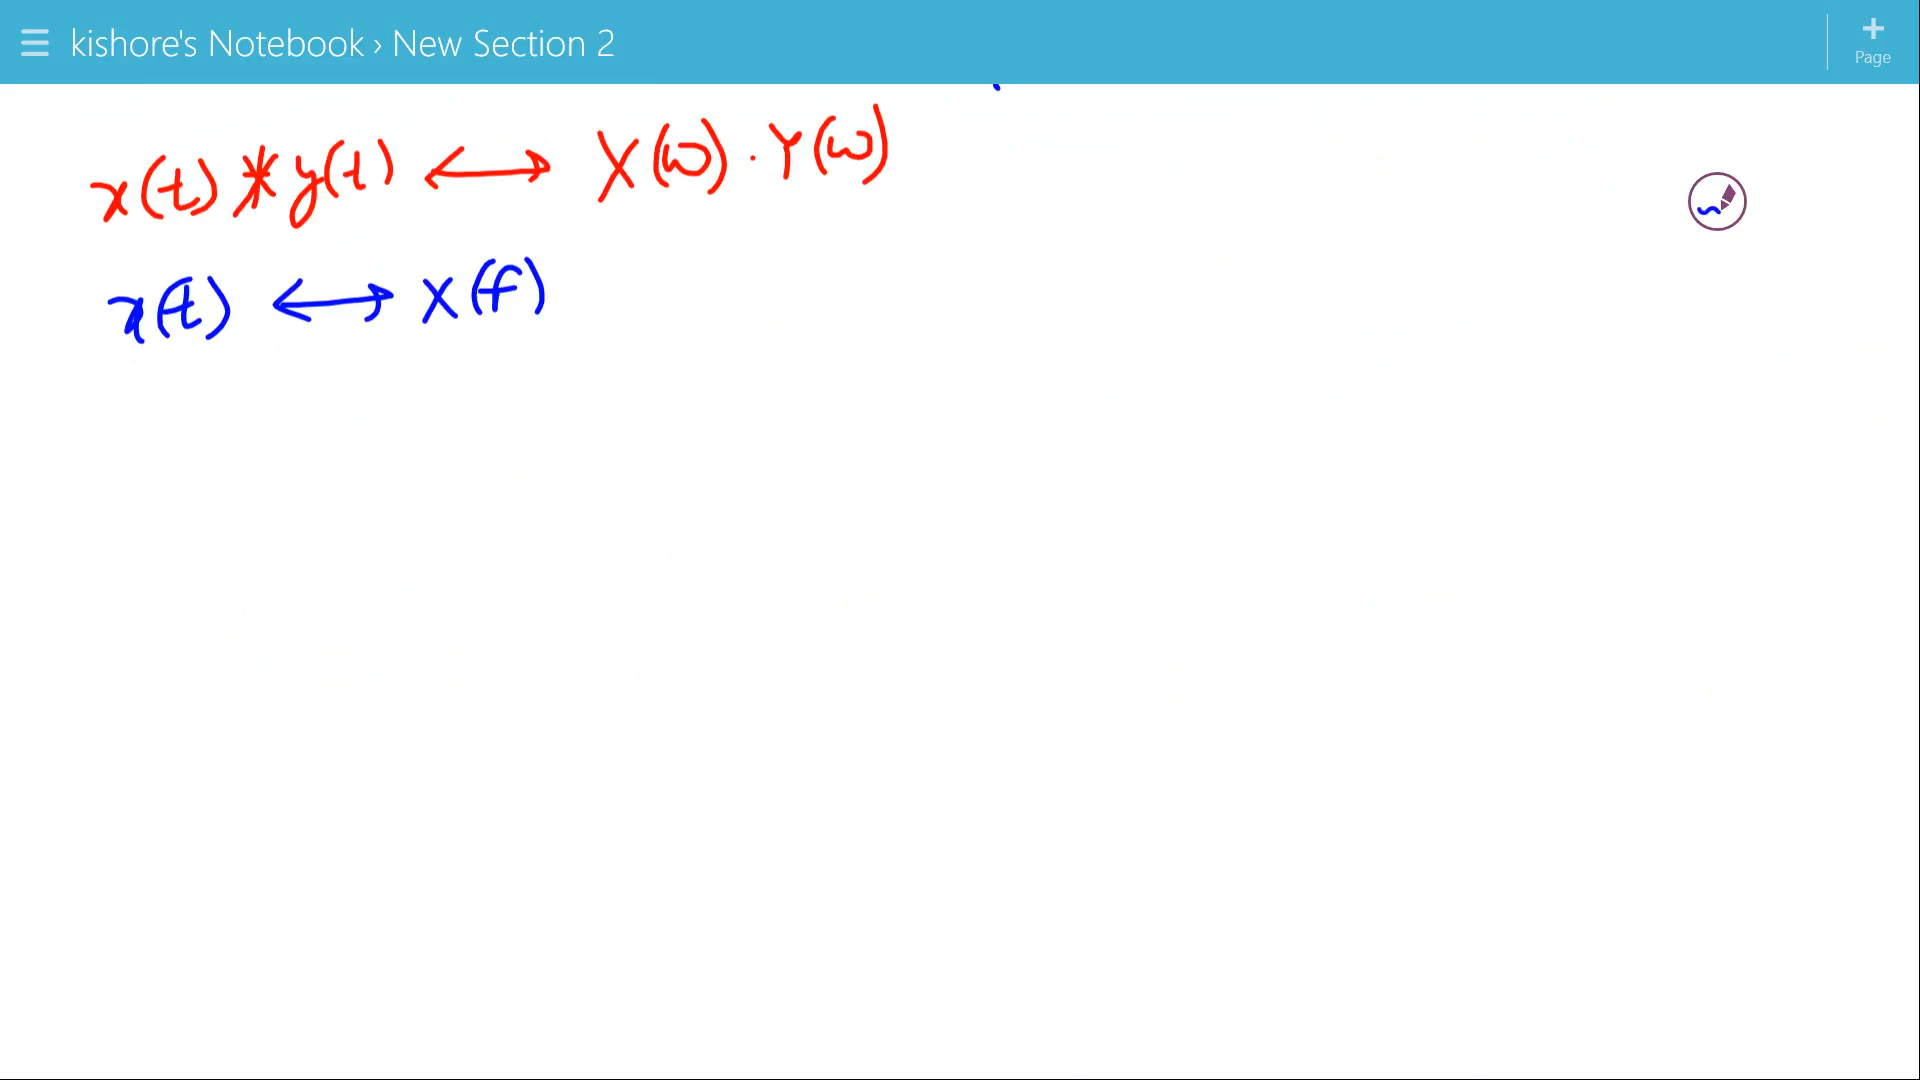 kishore's Notebook › New Section 2
Page
x(t) * y(t) ⟷ X(ω) · Y(ω)
x(t) ⟷ X(f)